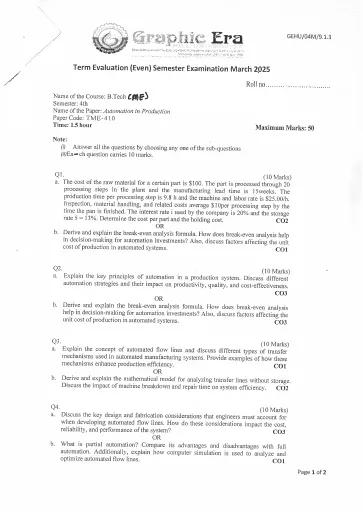 Graphic Era
GEHU/04M/9.1.3
Term Evaluation (Even) Semester Examination March 2025
Roll no..............................
Name of the Course: B.Tech (ME)
Semester: 4th
Name of the Paper: Automation in Production
Paper Code: TME-410
Time: 1.5 hour
Maximum Marks: 50
Note:
(i) Answer all the questions by choosing any one of the sub-questions
(ii) Each question carries 10 marks.
Q1. (10 Marks)
a. The cost of the raw material for a certain part is $100. The part is processed through 20
processing steps in the plant and the manufacturing lead time is 15weeks. The
production time per processing step is 9.8 h and the machine and labor rate is $25.00/h.
Inspection, material handling, and related costs average $10per processing step by the
time the part is finished. The interest rate i used by the company is 20% and the storage
rate S = 13%. Determine the cost per part and the holding cost. CO2
OR
b. Derive and explain the break-even analysis formula. How does break-even analysis help
in decision-making for automation investments? Also, discuss factors affecting the unit
cost of production in automated systems. CO1
Q2. (10 Marks)
a. Explain the key principles of automation in a production system. Discuss different
automation strategies and their impact on productivity, quality, and cost-effectiveness.
CO3
OR
b. Derive and explain the break-even analysis formula. How does break-even analysis
help in decision-making for automation investments? Also, discuss factors affecting the
unit cost of production in automated systems. CO3
Q3. (10 Marks)
a. Explain the concept of automated flow lines and discuss different types of transfer
mechanisms used in automated manufacturing systems. Provide examples of how these
mechanisms enhance production efficiency. CO1
OR
b. Derive and explain the mathematical model for analyzing transfer lines without storage.
Discuss the impact of machine breakdown and repair time on system efficiency. CO2
Q4. (10 Marks)
a. Discuss the key design and fabrication considerations that engineers must account for
when developing automated flow lines. How do these considerations impact the cost,
reliability, and performance of the system? CO3
OR
b. What is partial automation? Compare its advantages and disadvantages with full
automation. Additionally, explain how computer simulation is used to analyze and
optimize automated flow lines. CO1
Page 1 of 2